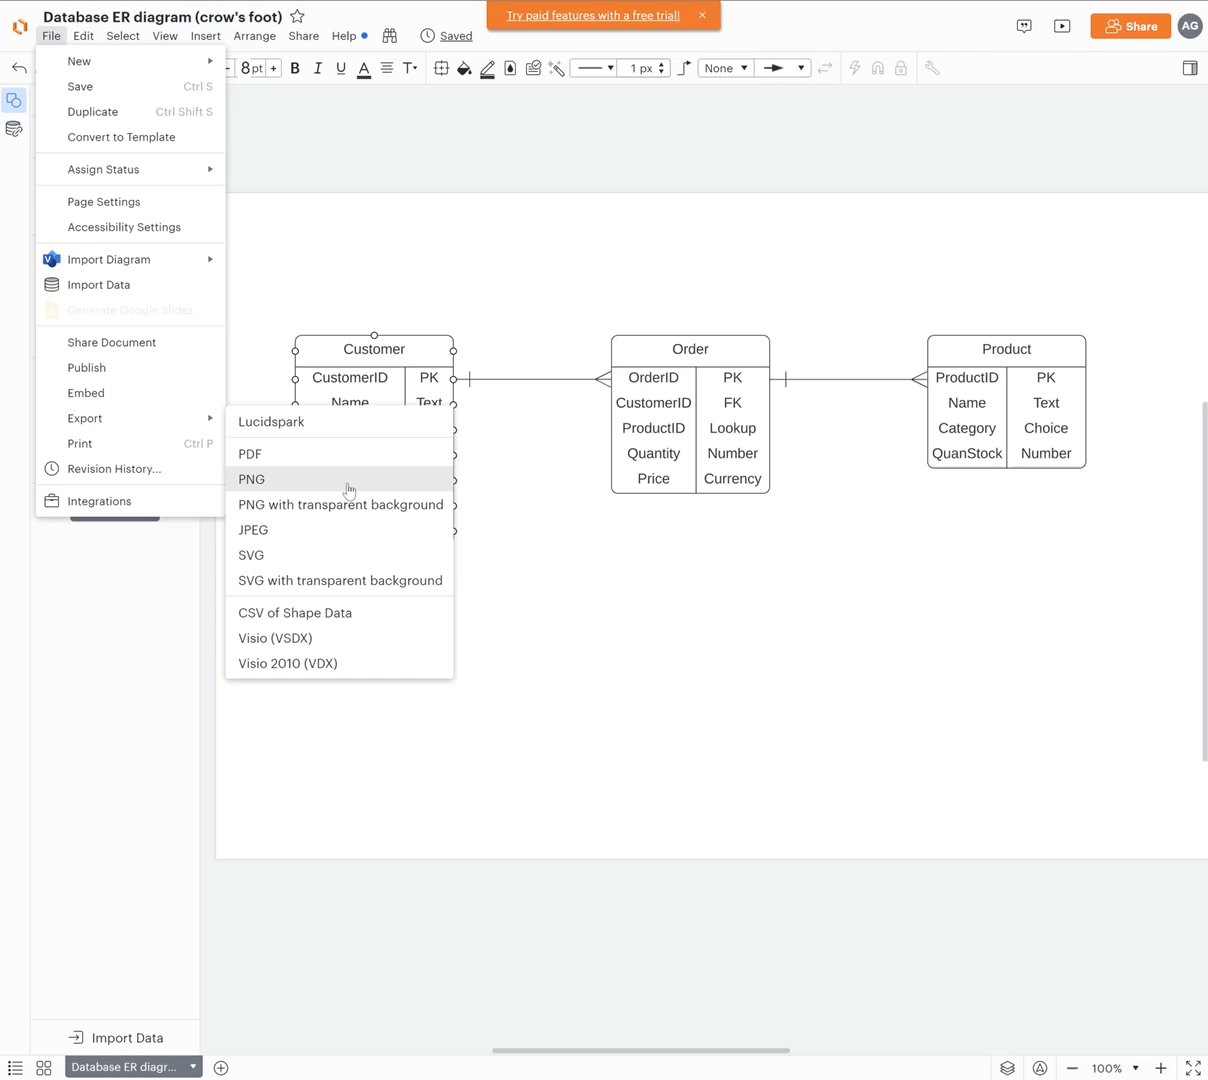 Database ER diagram (crow's foot)
Try paid features with a free trial!
Share
AG
File Edit Select View Insert Arrange Share Help Saved
8pt + B I U A T 1 px None
New
Save Ctrl S
Duplicate Ctrl Shift S
Convert to Template
Assign Status
Page Settings
Accessibility Settings
Import Diagram
Import Data
Generate Google Slides
Share Document
Publish
Embed
Export
Print Ctrl P
Revision History...
Integrations
Lucidspark
PDF
PNG
PNG with transparent background
JPEG
SVG
SVG with transparent background
CSV of Shape Data
Visio (VSDX)
Visio 2010 (VDX)
Customer
CustomerID PK
Name Text
Order
OrderID PK
CustomerID FK
ProductID Lookup
Quantity Number
Price Currency
Product
ProductID PK
Name Text
Category Choice
QuanStock Number
Import Data
Database ER diagr...
100%